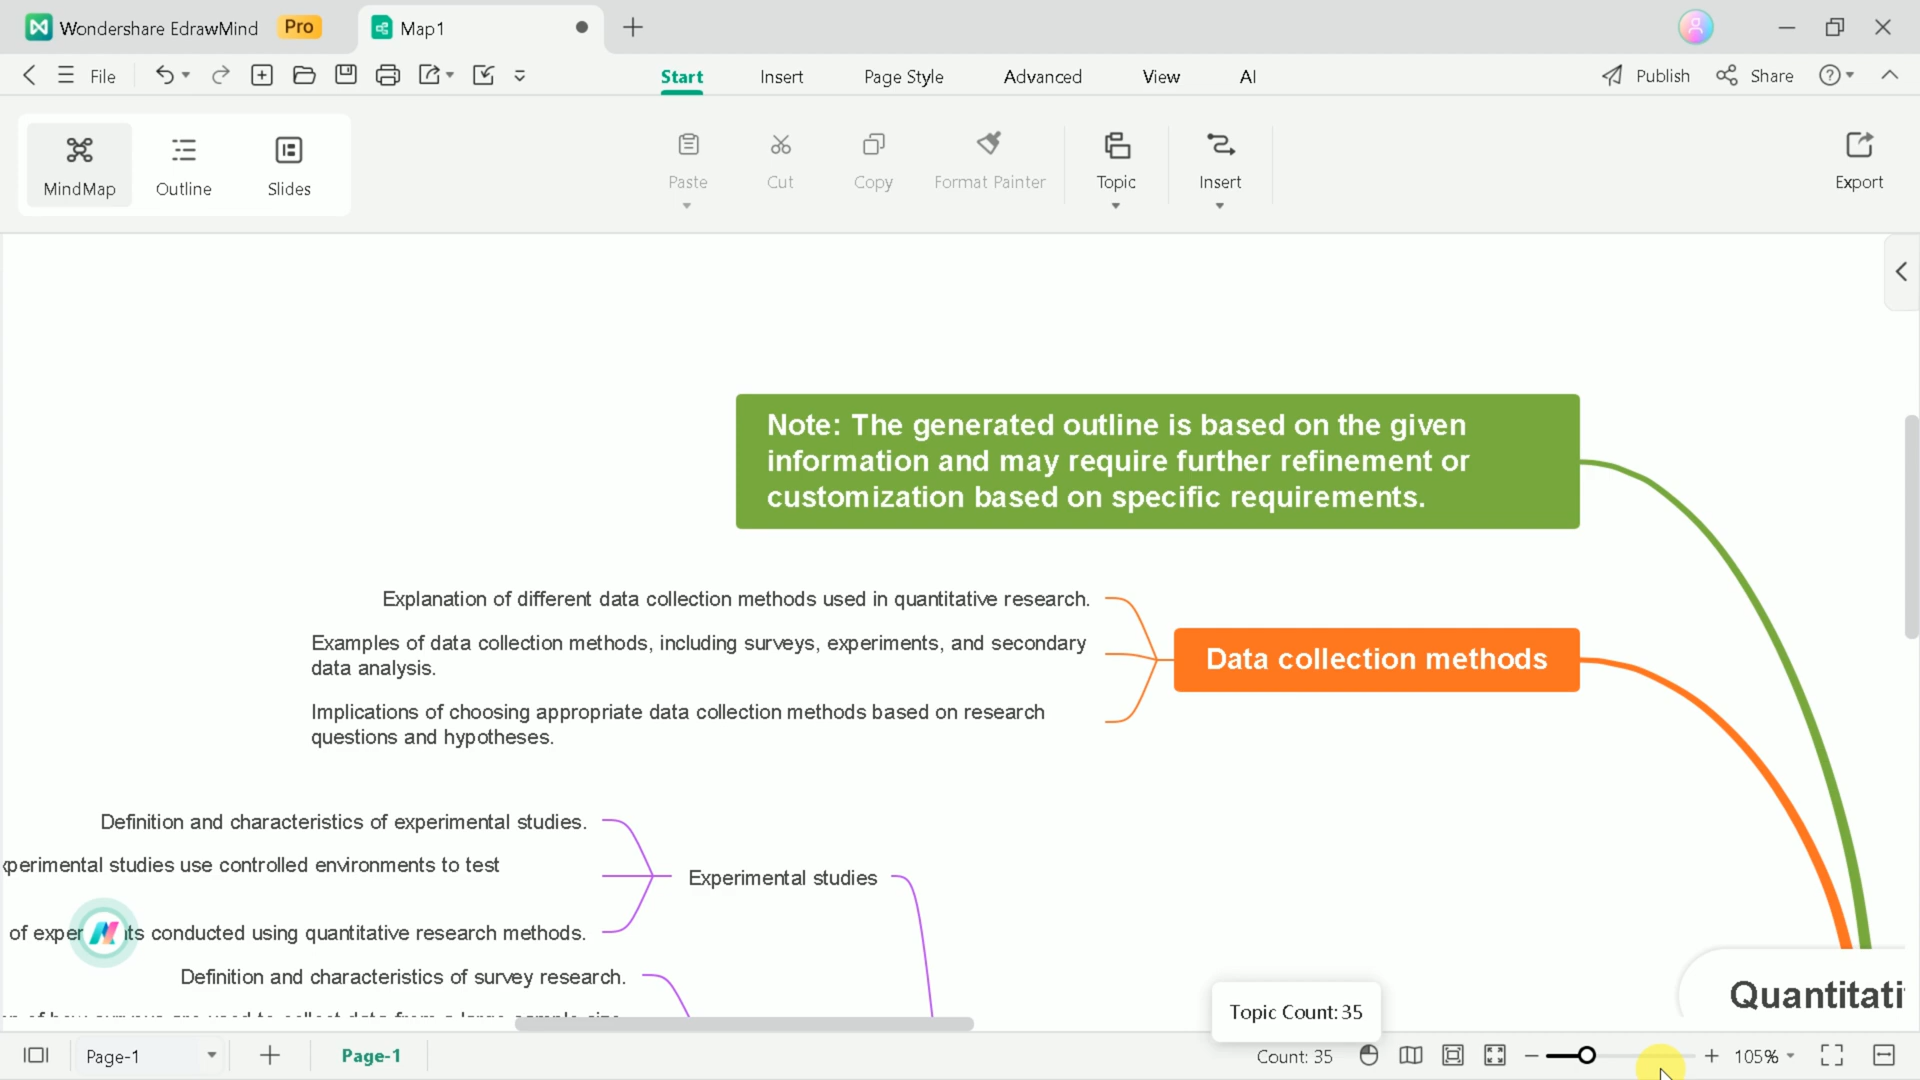 Wondershare EdrawMind Pro
Map1
File
Start
Insert
Page Style
Advanced
View
AI
Publish
Share
MindMap
Outline
Slides
Paste
Cut
Copy
Format Painter
Topic
Insert
Export
Note: The generated outline is based on the given
information and may require further refinement or
customization based on specific requirements.
Explanation of different data collection methods used in quantitative research.
Examples of data collection methods, including surveys, experiments, and secondary
data analysis.
Implications of choosing appropriate data collection methods based on research
questions and hypotheses.
Data collection methods
Definition and characteristics of experimental studies.
xperimental studies use controlled environments to test
of exper ts conducted using quantitative research methods.
Experimental studies
Definition and characteristics of survey research.
Quantitati
Topic Count: 35
Page-1
Page-1
Count: 35
105%